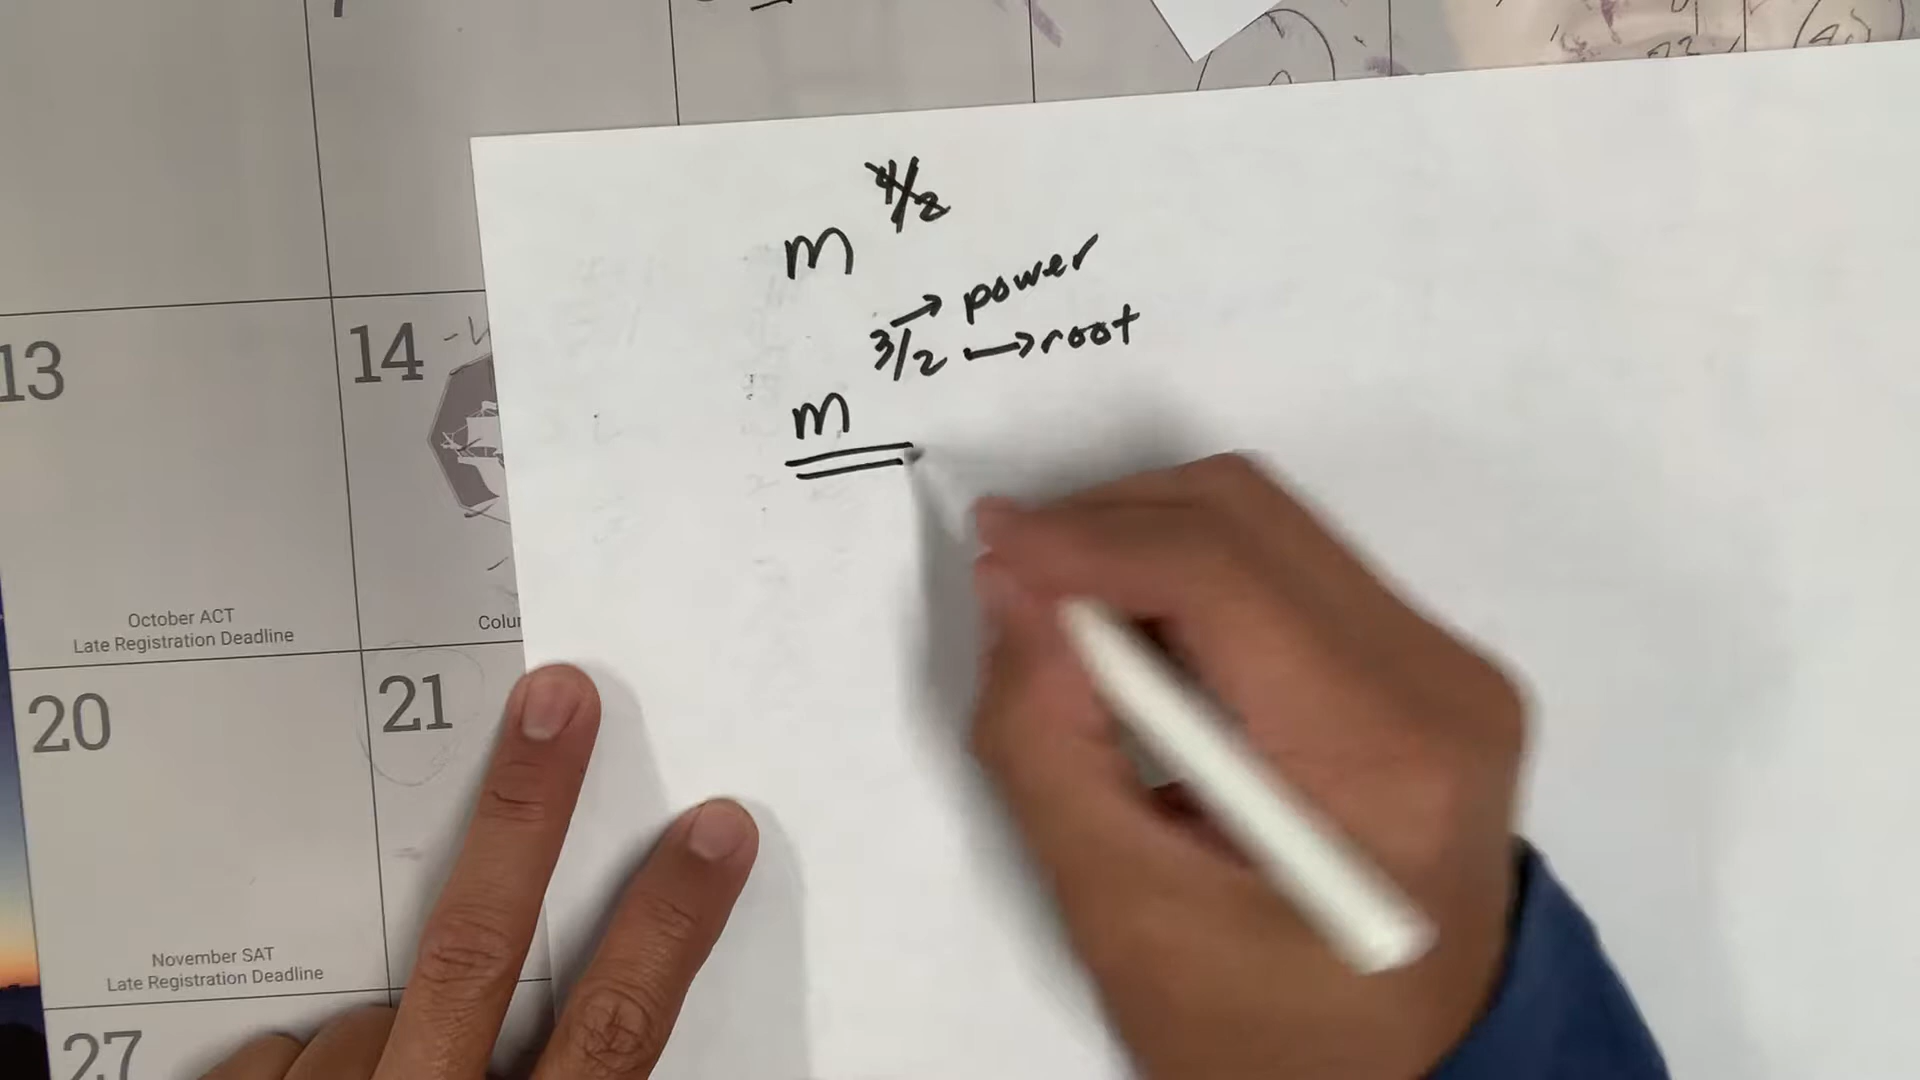 m 4/8
power
3/2 → root
m
13
14
October ACT
Late Registration Deadline
20
21
November SAT
Late Registration Deadline
27